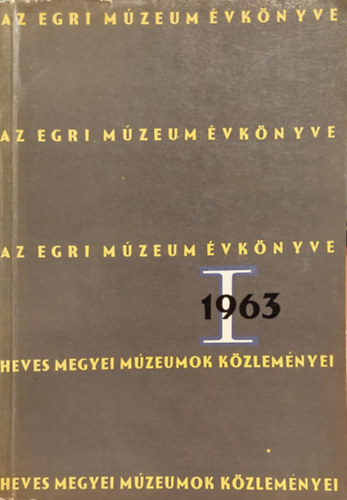 AZ EGRI MÚZEUM ÉVKÖNYVE
AZ EGRI MÚZEUM ÉVKÖNYVE
AZ EGRI MÚZEUM ÉVKÖNYVE
I
1963
HEVES MEGYEI MÚZEUMOK KÖZLEMÉNYEI
HEVES MEGYEI MÚZEUMOK KÖZLEMÉNYEI